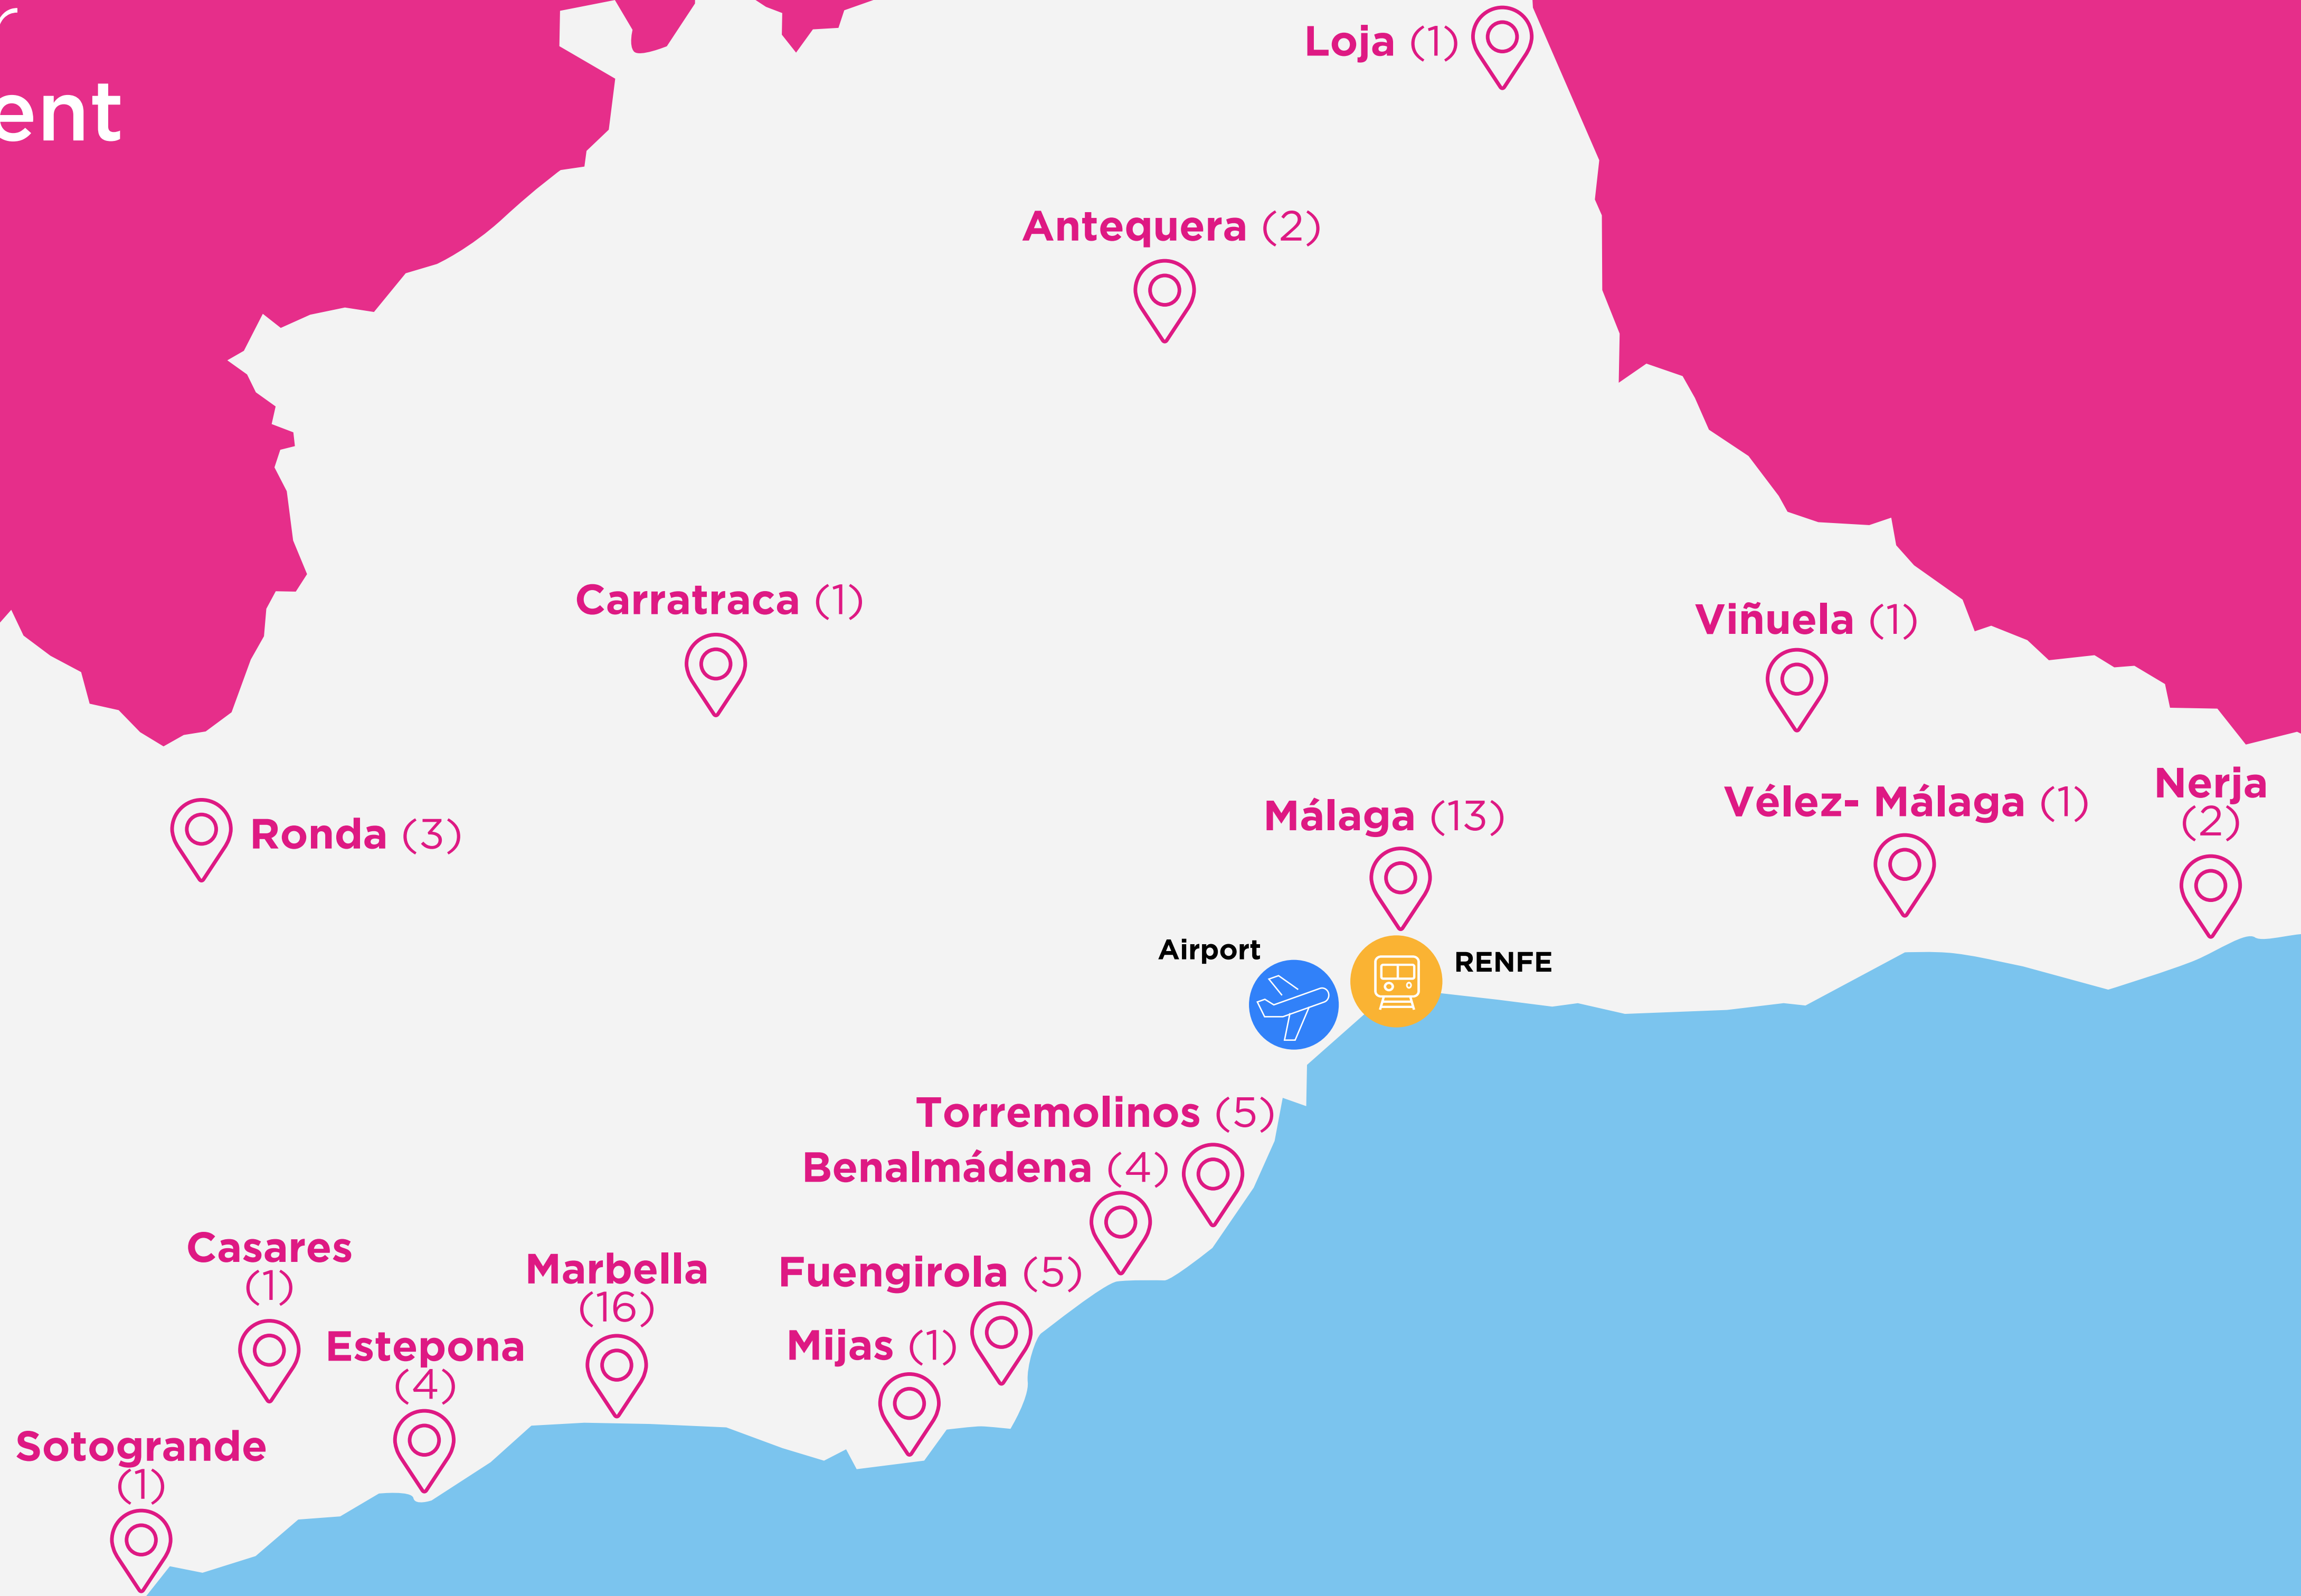 ent
Loja (1)
Antequera (2)
Carratraca (1)
Viñuela (1)
Nerja
(2)
Vélez- Málaga (1)
Málaga (13)
Ronda (3)
Airport
RENFE
Torremolinos (5)
Benalmádena (4)
Casares
(1)
Marbella
(16)
Fuengirola (5)
Estepona
(4)
Mijas (1)
Sotogrande
(1)